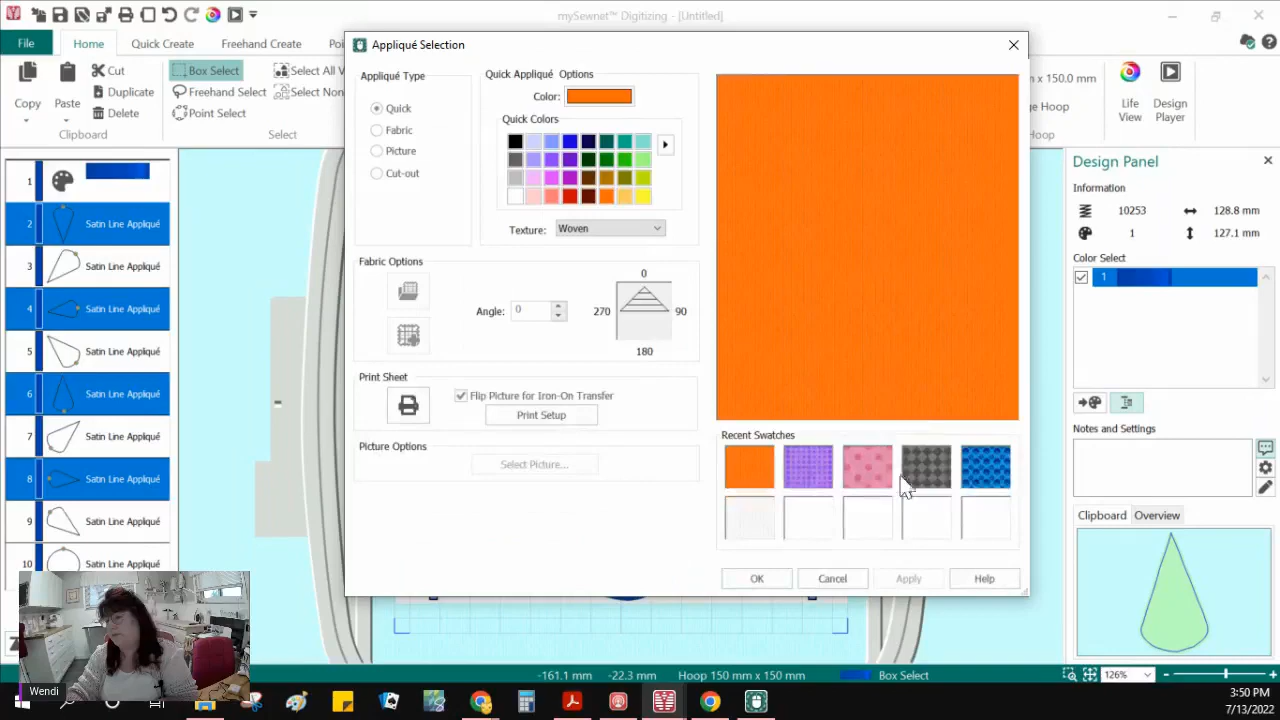 mySewnet™ Digitizing - [Untitled]
File
Home
Quick Create
Freehand Create
Copy
Paste
Cut
Duplicate
Delete
Clipboard
Box Select
Freehand Select
Point Select
Select All V
Select Non
Select
Appliqué Selection
Appliqué Type
Quick
Fabric
Picture
Cut-out
Quick Appliqué Options
Color:
Quick Colors
Texture:
Woven
Fabric Options
Angle:
0
0
270
90
180
Print Sheet
Flip Picture for Iron-On Transfer
Print Setup
Picture Options
Select Picture...
Recent Swatches
OK
Cancel
Apply
Help
m x 150.0 mm
ge Hoop
oop
Life
View
Design
Player
1
2 Satin Line Appliqué
3 Satin Line Appliqué
4 Satin Line Appliqué
5 Satin Line Appliqué
6 Satin Line Appliqué
7 Satin Line Appliqué
8 Satin Line Appliqué
9 Satin Line Appliqué
10 Satin Line Appliqué
Design Panel
Information
10253
128.8 mm
1
127.1 mm
Color Select
1
Notes and Settings
Clipboard
Overview
-161.1 mm
-22.3 mm
Hoop 150 mm x 150 mm
Box Select
126%
Wendi
3:50 PM
7/13/2022